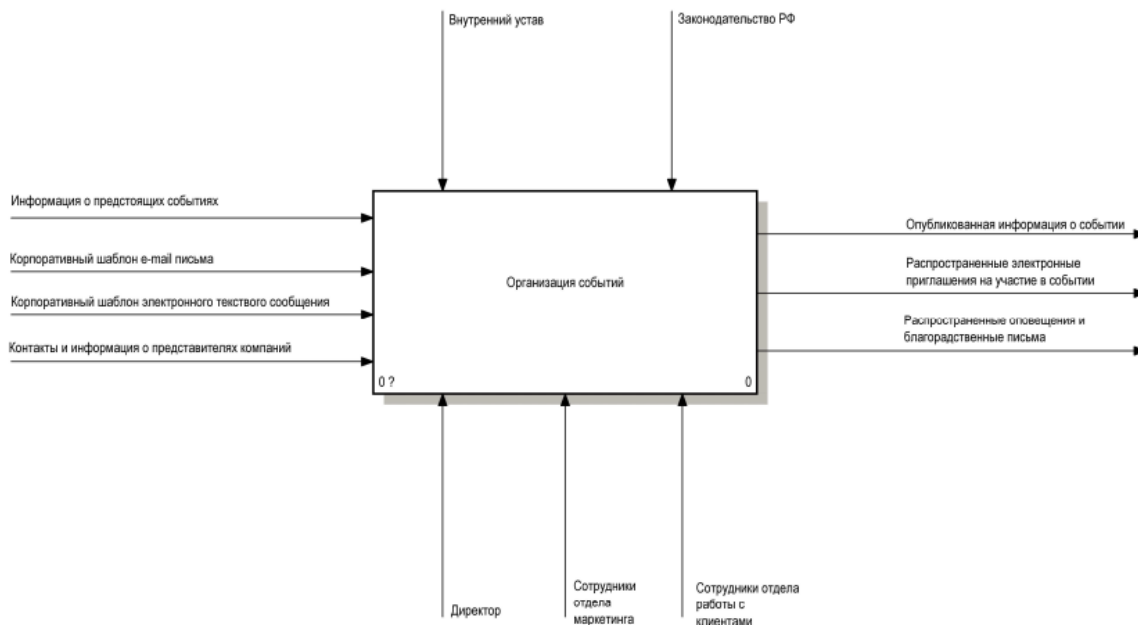 Внутренний устав
Законодательство РФ
Информация о предстоящих событиях
Корпоративный шаблон e-mail письма
Корпоративный шаблон электронного текствого сообщения
Контакты и информация о представителях компаний
Организация событий
0 ?
0
Опубликованная информация о событии
Распространенные электронные
приглашения на участие в событии
Распространенные оповещения и
благорадственные письма
Директор
Сотрудники
отдела
маркетинга
Сотрудники отдела
работы с
клиентами